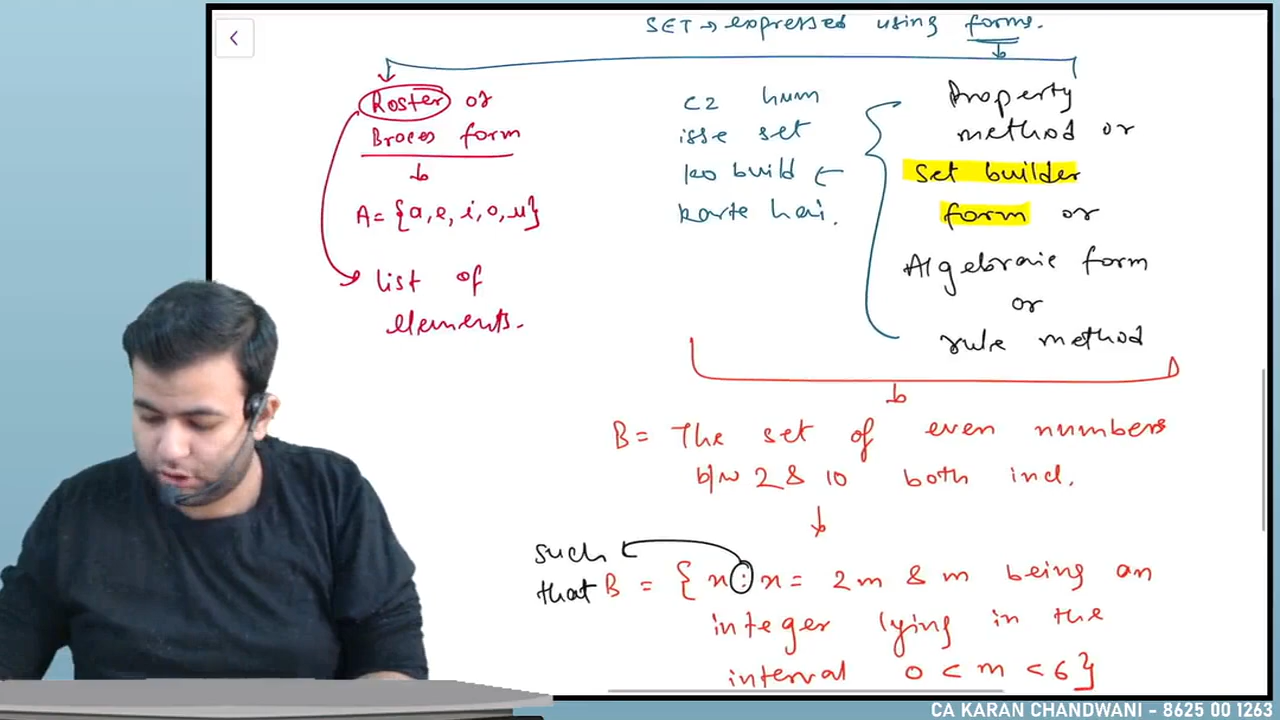 SET → expressed using forms.
Roster or
Braces form
A = {a, e, i, o, u}
list of
elements.
cz hum
isse set
ko build
karte hai.
Property
method or
Set builder
form or
Algebraic form
or
rule method
B = The set of even numbers
b/w 2 & 10 both incl.
such
that
B = { x : x = 2m & m being an
integer lying in the
interval 0 < m < 6}
CA KARAN CHANDWANI - 8625 00 1263